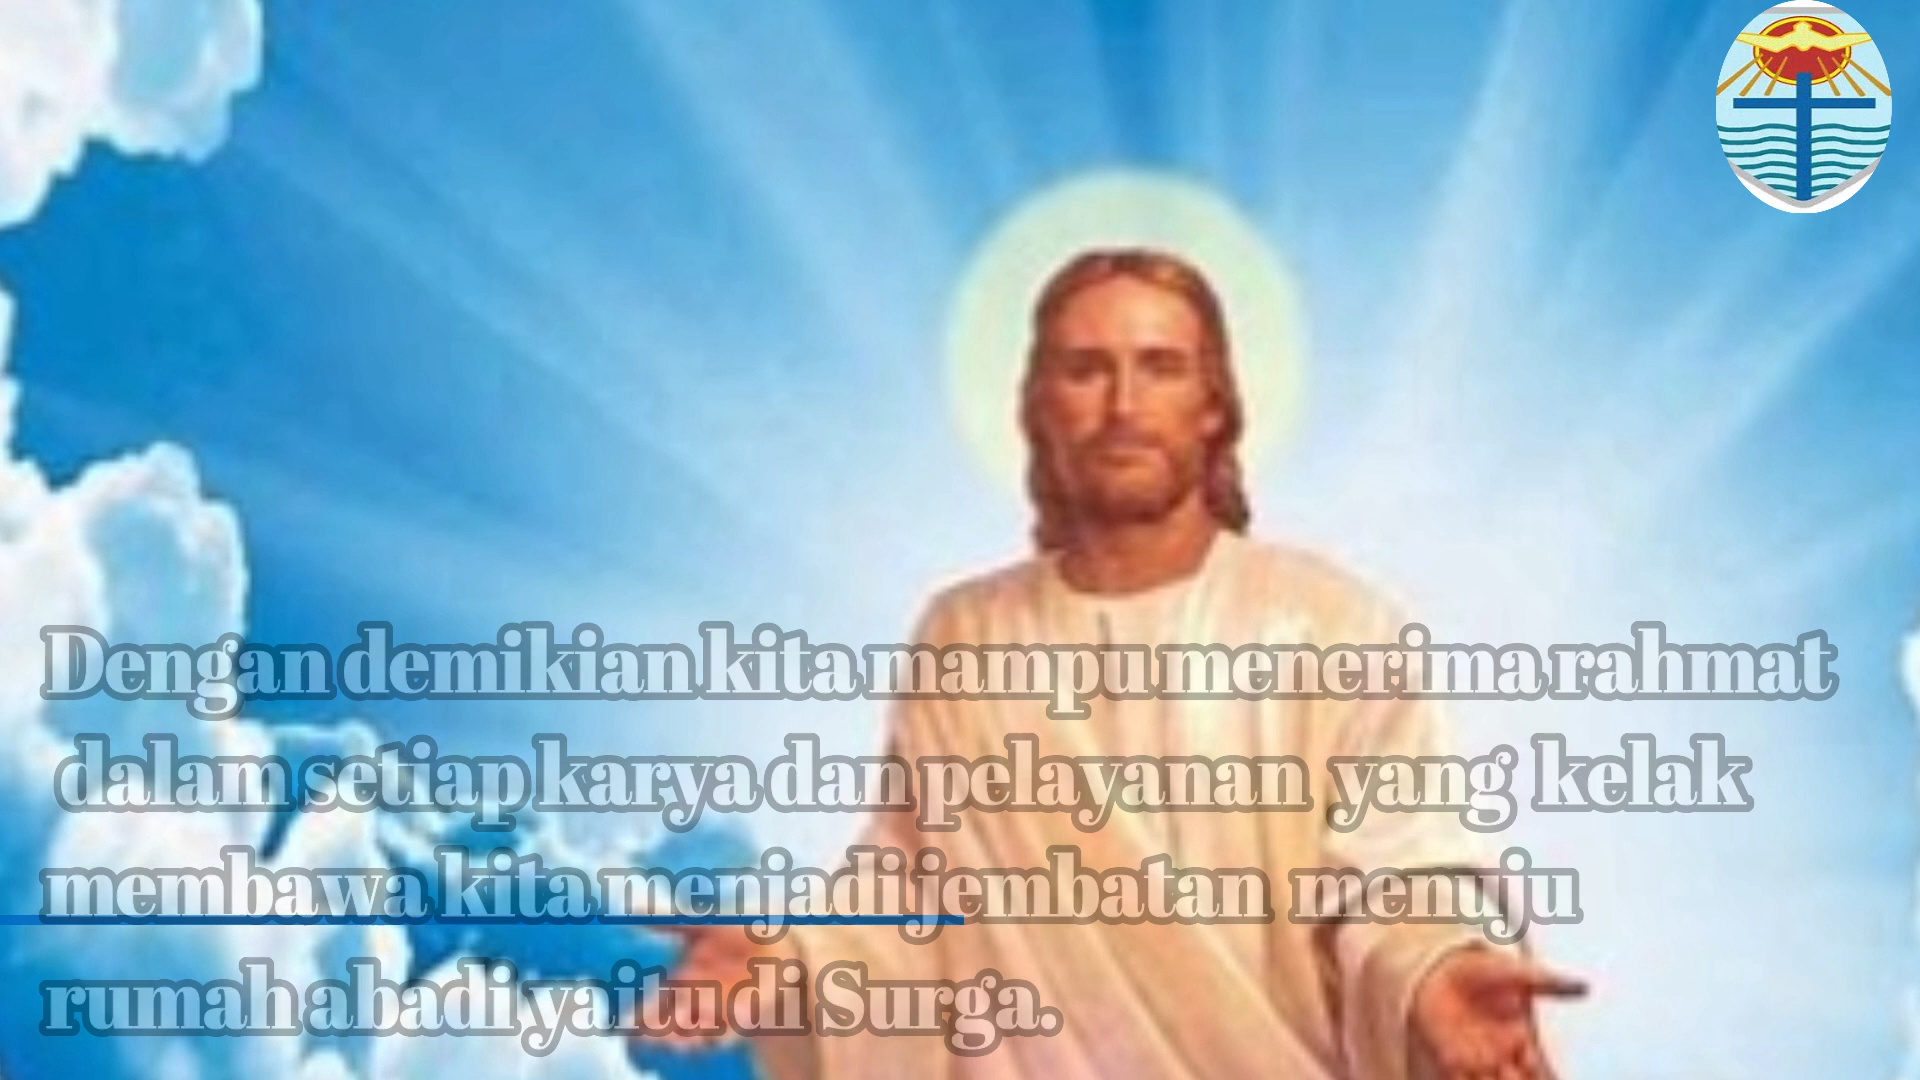 Dengan demikian kita mampu menerima rahmat
dalam setiap karya dan pelayanan yang kelak
membawa kita menjadi jembatan menuju
rumah abadi yaitu di Surga.